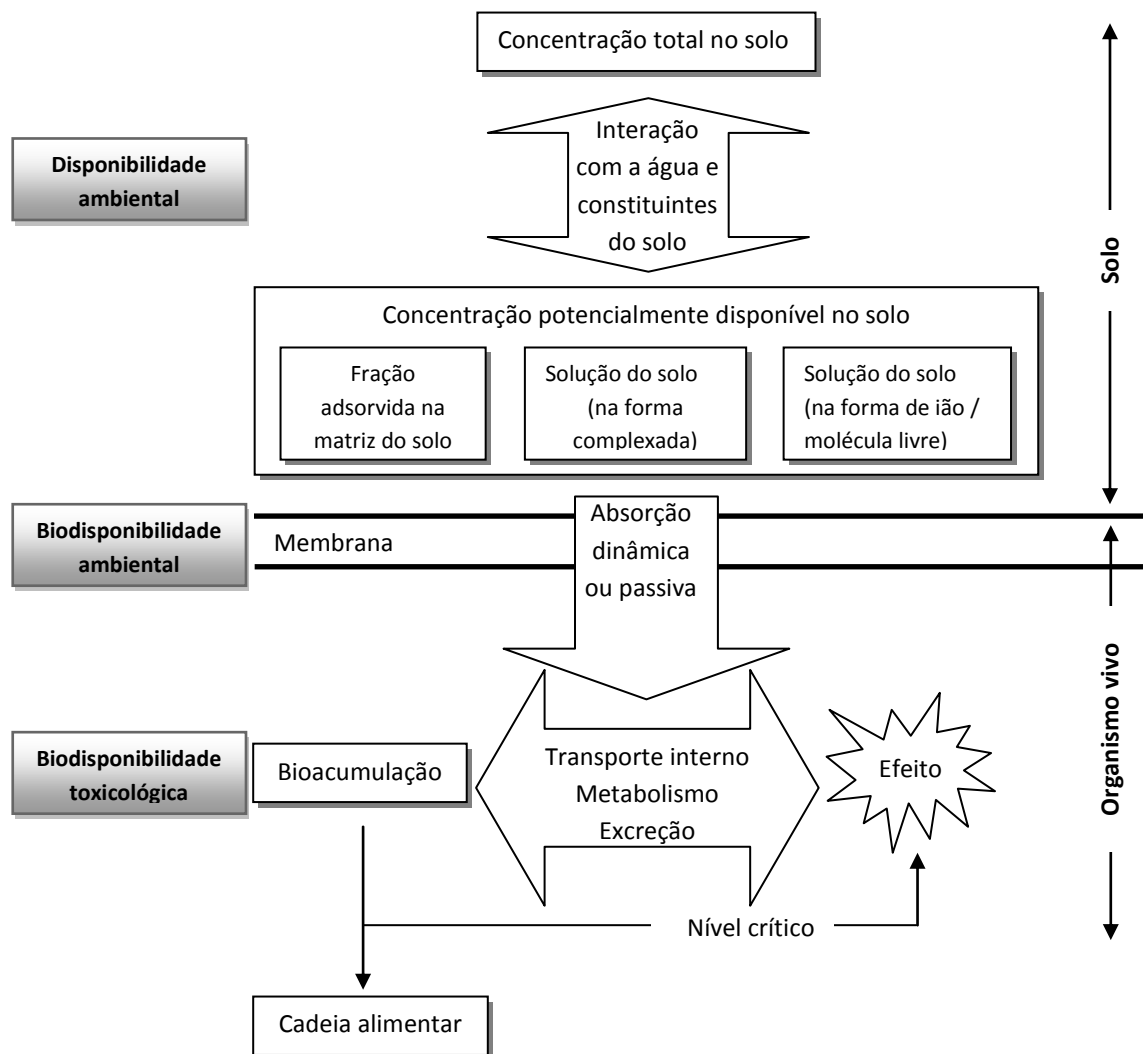 Concentração total no solo
Disponibilidade
ambiental
Interação
com a água e
constituintes
do solo
Solo
Concentração potencialmente disponível no solo
Fração
adsorvida na
matriz do solo
Solução do solo
(na forma
complexada)
Solução do solo
(na forma de ião /
molécula livre)
Biodisponibilidade
ambiental
Membrana
Absorção
dinâmica
ou passiva
Organismo vivo
Biodisponibilidade
toxicológica
Bioacumulação
Transporte interno
Metabolismo
Excreção
Efeito
Nível crítico
Cadeia alimentar